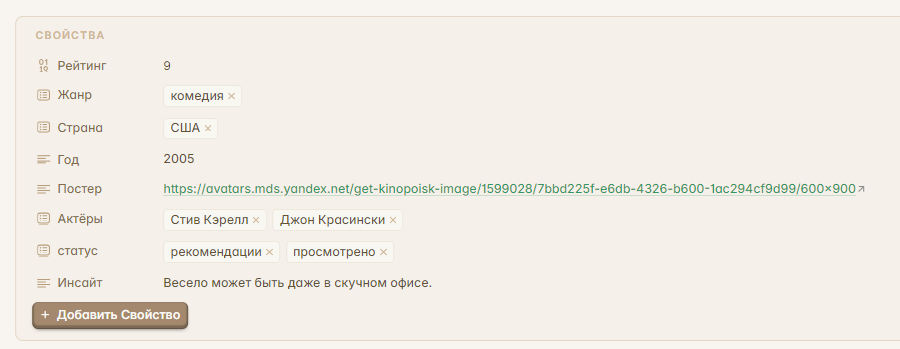 СВОЙСТВА
Рейтинг 9
Жанр комедия ×
Страна США ×
Год 2005
Постер https://avatars.mds.yandex.net/get-kinopoisk-image/1599028/7bbd225f-e6db-4326-b600-1ac294cf9d99/600×900
Актёры Стив Кэрелл × Джон Красински ×
статус рекомендации × просмотрено ×
Инсайт Весело может быть даже в скучном офисе.
+ Добавить Свойство